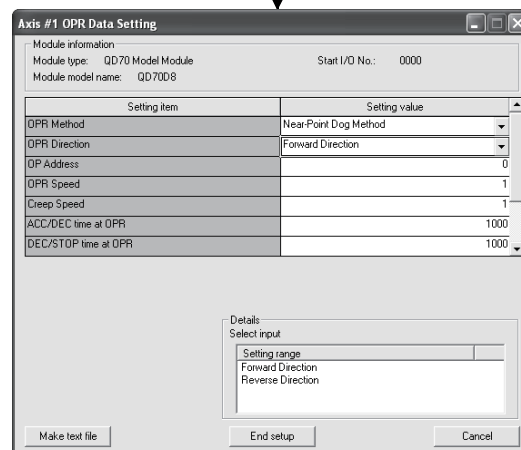 Axis #1 OPR Data Setting
Module information
Module type: QD70 Model Module Start I/O No.: 0000
Module model name: QD70D8
Setting item Setting value
OPR Method Near-Point Dog Method
OPR Direction Forward Direction
OP Address 0
OPR Speed 1
Creep Speed 1
ACC/DEC time at OPR 1000
DEC/STOP time at OPR 1000
Details
Select input
Setting range
Forward Direction
Reverse Direction
Make text file End setup Cancel